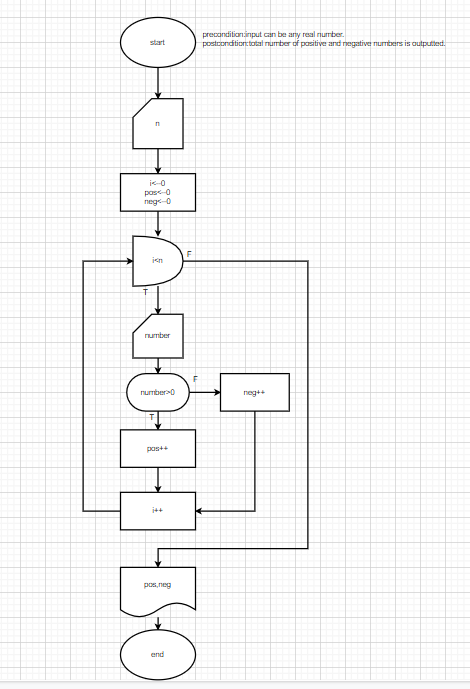 start
precondition:input can be any real number.
postcondition:total number of positive and negative numbers is outputted.
n
i<--0
pos<--0
neg<--0
i<n
F
T
number
number>0
F
neg++
T
pos++
i++
pos,neg
end